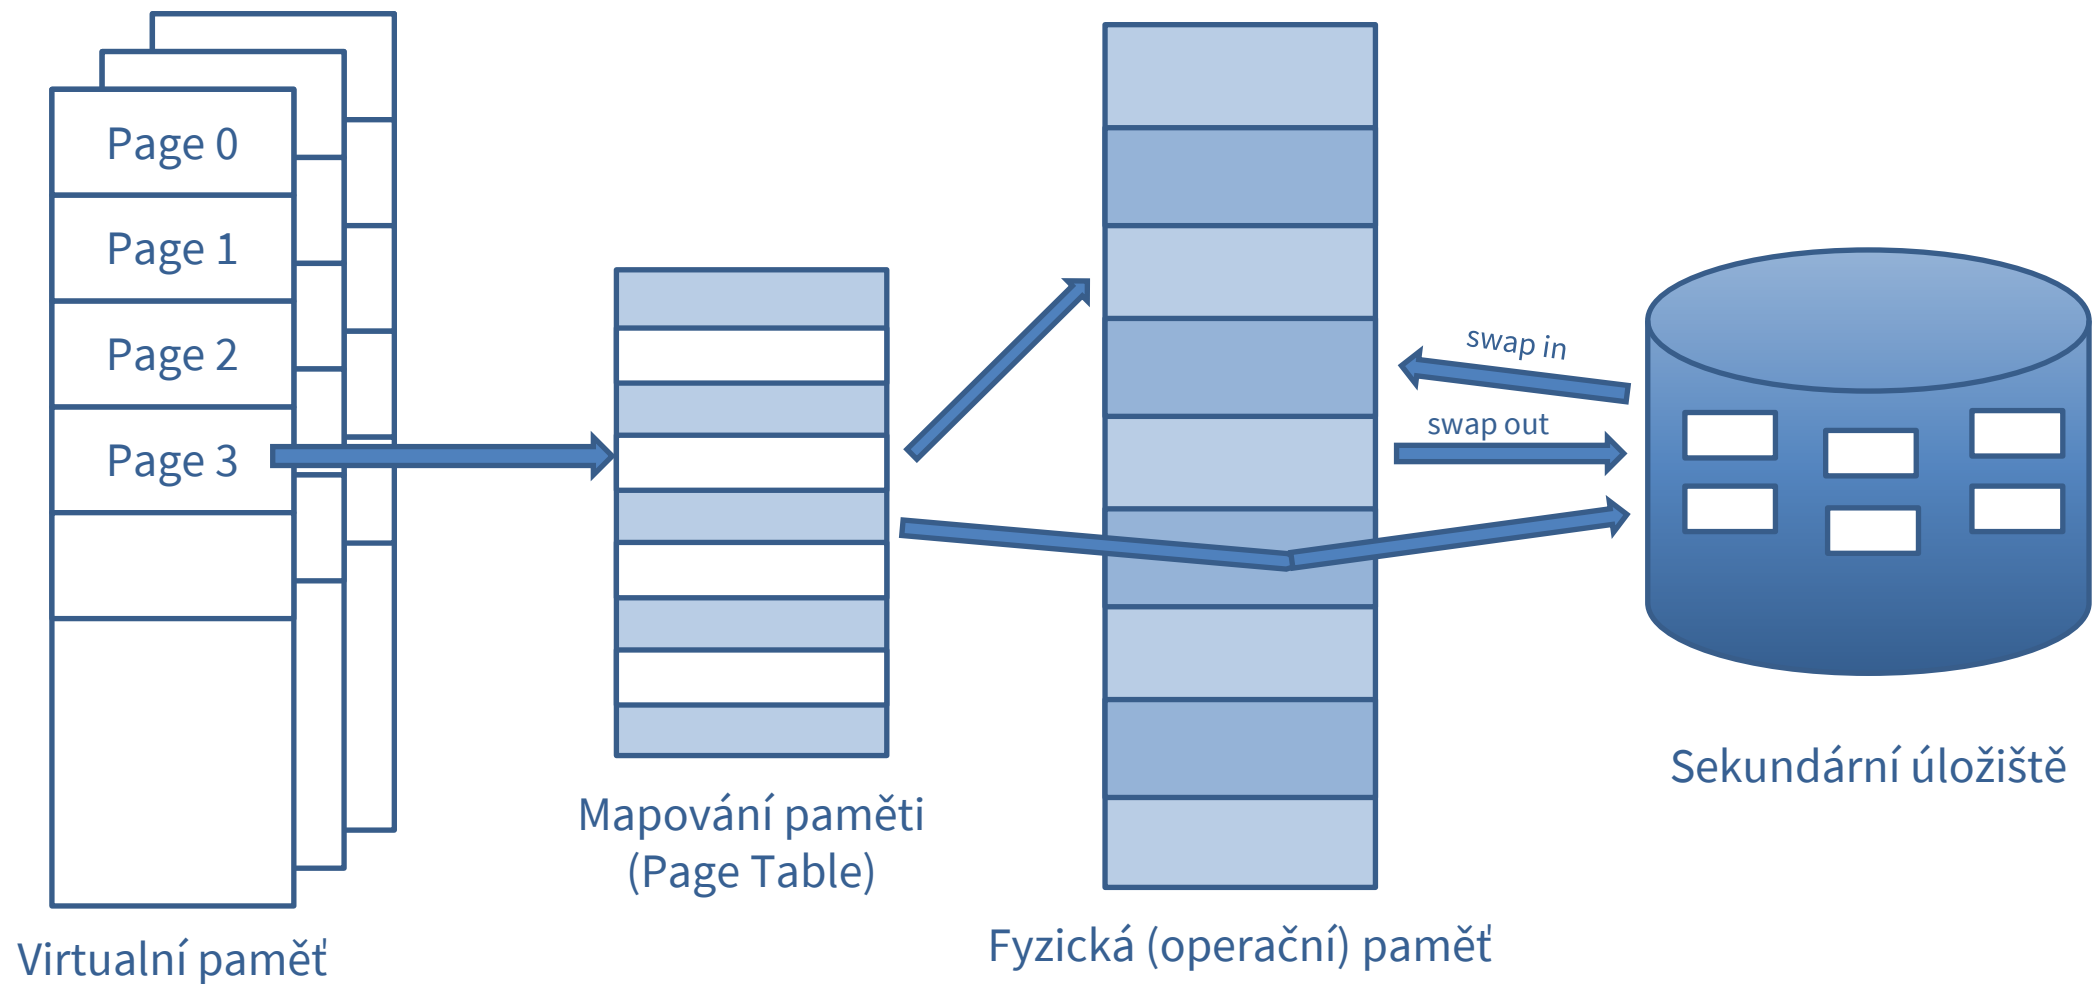 Page 0
Page 1
Page 2
Page 3
Virtualní paměť
Mapování paměti
(Page Table)
Fyzická (operační) paměť
swap in
swap out
Sekundární úložiště